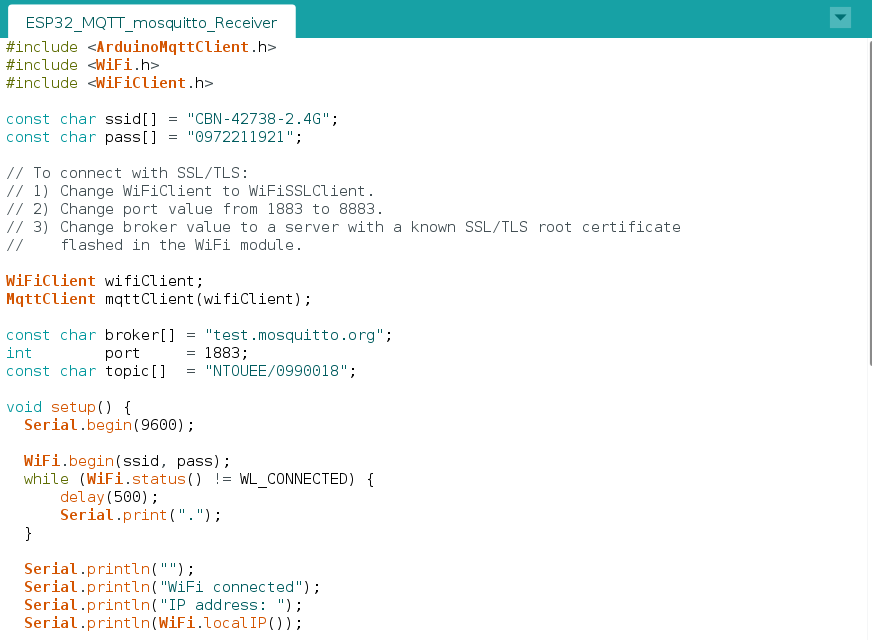 ESP32_MQTT_mosquitto_Receiver
#include <ArduinoMqttClient.h>
#include <WiFi.h>
#include <WiFiClient.h>
const char ssid[] = "CBN-42738-2.4G";
const char pass[] = "0972211921";
// To connect with SSL/TLS:
// 1) Change WiFiClient to WiFiSSLClient.
// 2) Change port value from 1883 to 8883.
// 3) Change broker value to a server with a known SSL/TLS root certificate
//    flashed in the WiFi module.
WiFiClient wifiClient;
MqttClient mqttClient(wifiClient);
const char broker[] = "test.mosquitto.org";
int        port     = 1883;
const char topic[]  = "NTOUEE/0990018";
void setup() {
  Serial.begin(9600);
  WiFi.begin(ssid, pass);
  while (WiFi.status() != WL_CONNECTED) {
      delay(500);
      Serial.print(".");
  }
  Serial.println("");
  Serial.println("WiFi connected");
  Serial.println("IP address: ");
  Serial.println(WiFi.localIP());